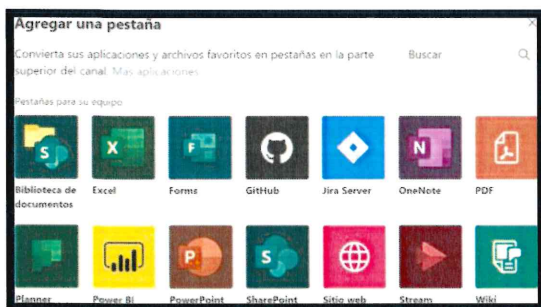 Agregar una pestaña
Convierta sus aplicaciones y archivos favoritos en pestañas en la parte
superior del canal. Más aplicaciones
Buscar
Pestañas para su equipo
Biblioteca de documentos
Excel
Forms
GitHub
Jira Server
OneNote
PDF
Planner
Power BI
PowerPoint
SharePoint
Sitio web
Stream
Wiki